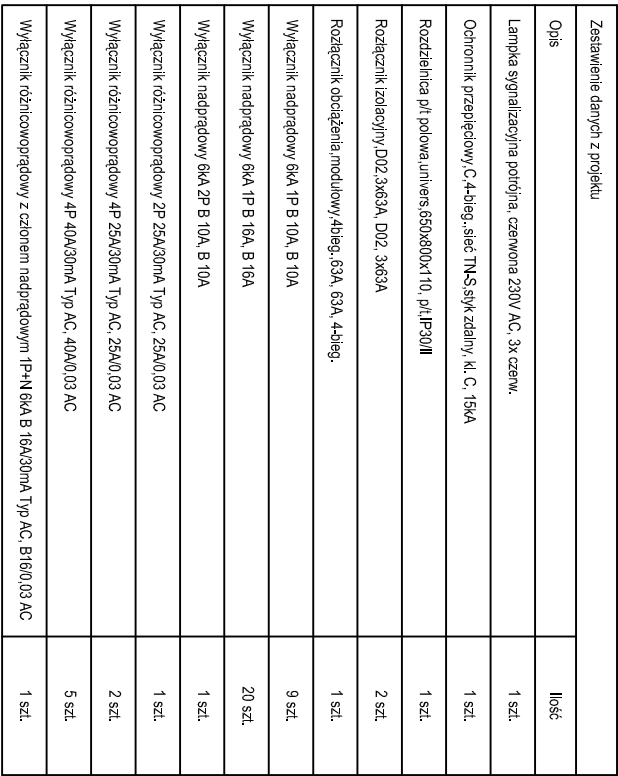 Zestawienie danych z projektu
Opis Ilość
Lampka sygnalizacyjna potrójna, czerwona 230V AC, 3x czerw. 1 szt.
Ochronnik przepięciowy,C,4-bieg.,sieć TN-S,styk zdalny, kl. C, 15kA 1 szt.
Rozdzielnica p/t polowa,univers,650x800x110, p/t,IP30/II 1 szt.
Rozłącznik izolacyjny,D02,3x63A, D02, 3x63A 2 szt.
Rozłącznik obciążenia,modułowy,4bieg.,63A, 63A, 4-bieg. 1 szt.
Wyłącznik nadprądowy 6kA 1P B 10A, B 10A 9 szt.
Wyłącznik nadprądowy 6kA 1P B 16A, B 16A 20 szt.
Wyłącznik nadprądowy 6kA 2P B 10A, B 10A 1 szt.
Wyłącznik różnicowoprądowy 2P 25A/30mA Typ AC, 25A/0,03 AC 1 szt.
Wyłącznik różnicowoprądowy 4P 25A/30mA Typ AC, 25A/0,03 AC 2 szt.
Wyłącznik różnicowoprądowy 4P 40A/30mA Typ AC, 40A/0,03 AC 5 szt.
Wyłącznik różnicowoprądowy z członem nadprądowym 1P+N 6kA B 16A/30mA Typ AC, B16/0,03 AC 1 szt.